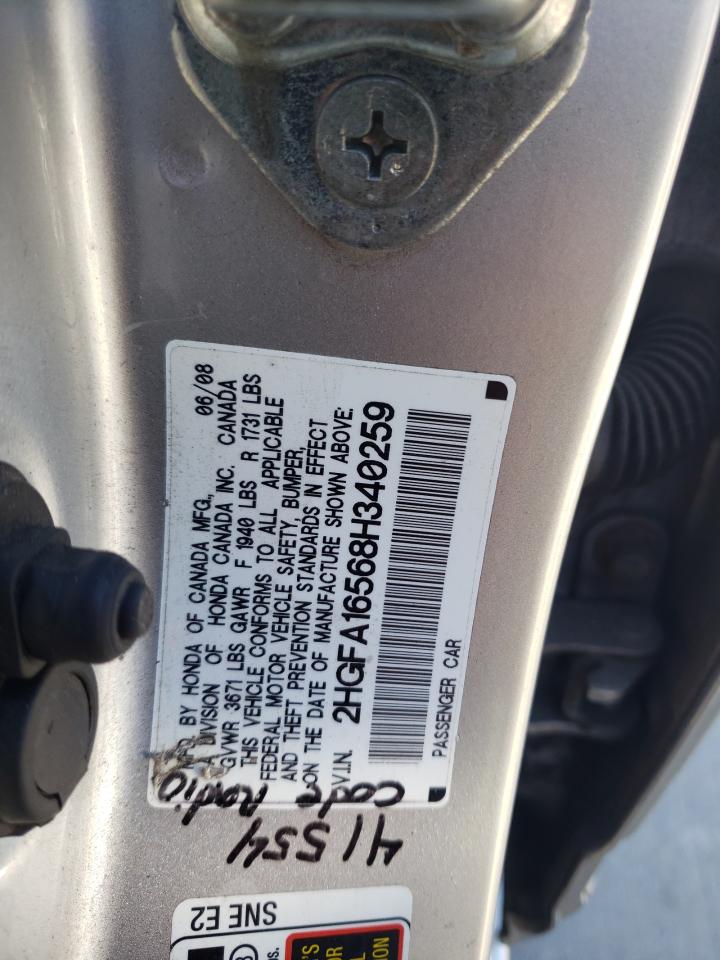 MFD BY HONDA OF CANADA MFG., 06/08
A DIVISION OF HONDA CANADA INC. CANADA
GVWR 3671 LBS GAWR F 1940 LBS R 1731 LBS
THIS VEHICLE CONFORMS TO ALL APPLICABLE
FEDERAL MOTOR VEHICLE SAFETY, BUMPER,
AND THEFT PREVENTION STANDARDS IN EFFECT
ON THE DATE OF MANUFACTURE SHOWN ABOVE.
V.I.N. 2HGFA16568H340259
PASSENGER CAR
Radio
Code
41554
SNE E2